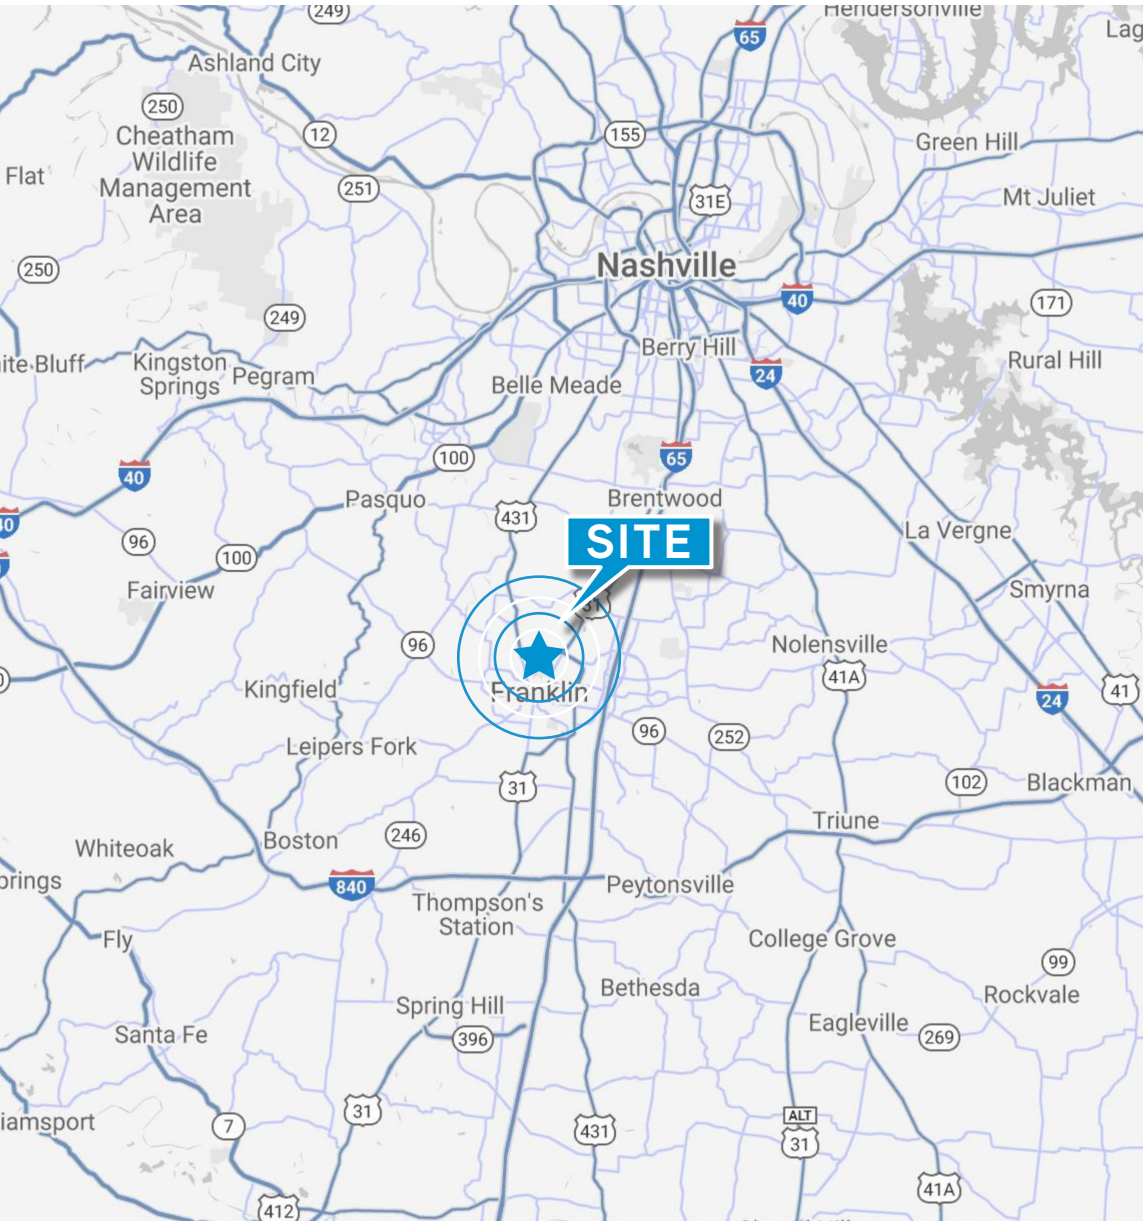 249
65
Hendersonville
Lag
Ashland City
250
12
155
Cheatham
Wildlife
Management
Area
Green Hill
Flat
251
31E
Mt Juliet
250
Nashville
40
171
249
Berry Hill
ite Bluff
Kingston
Springs
Pegram
24
Rural Hill
Belle Meade
100
65
40
Pasquo
Brentwood
431
40
La Vergne
96
SITE
100
Fairview
Smyrna
31
96
Nolensville
41A
Kingfield
Franklin
24
41
96
252
Leipers Fork
31
102
Blackman
Triune
246
Boston
Whiteoak
prings
840
Peytonsville
Thompson's
Station
Fly
College Grove
99
Bethesda
Rockvale
Spring Hill
Eagleville
Santa Fe
396
269
31
iamsport
7
431
ALT
31
41A
412